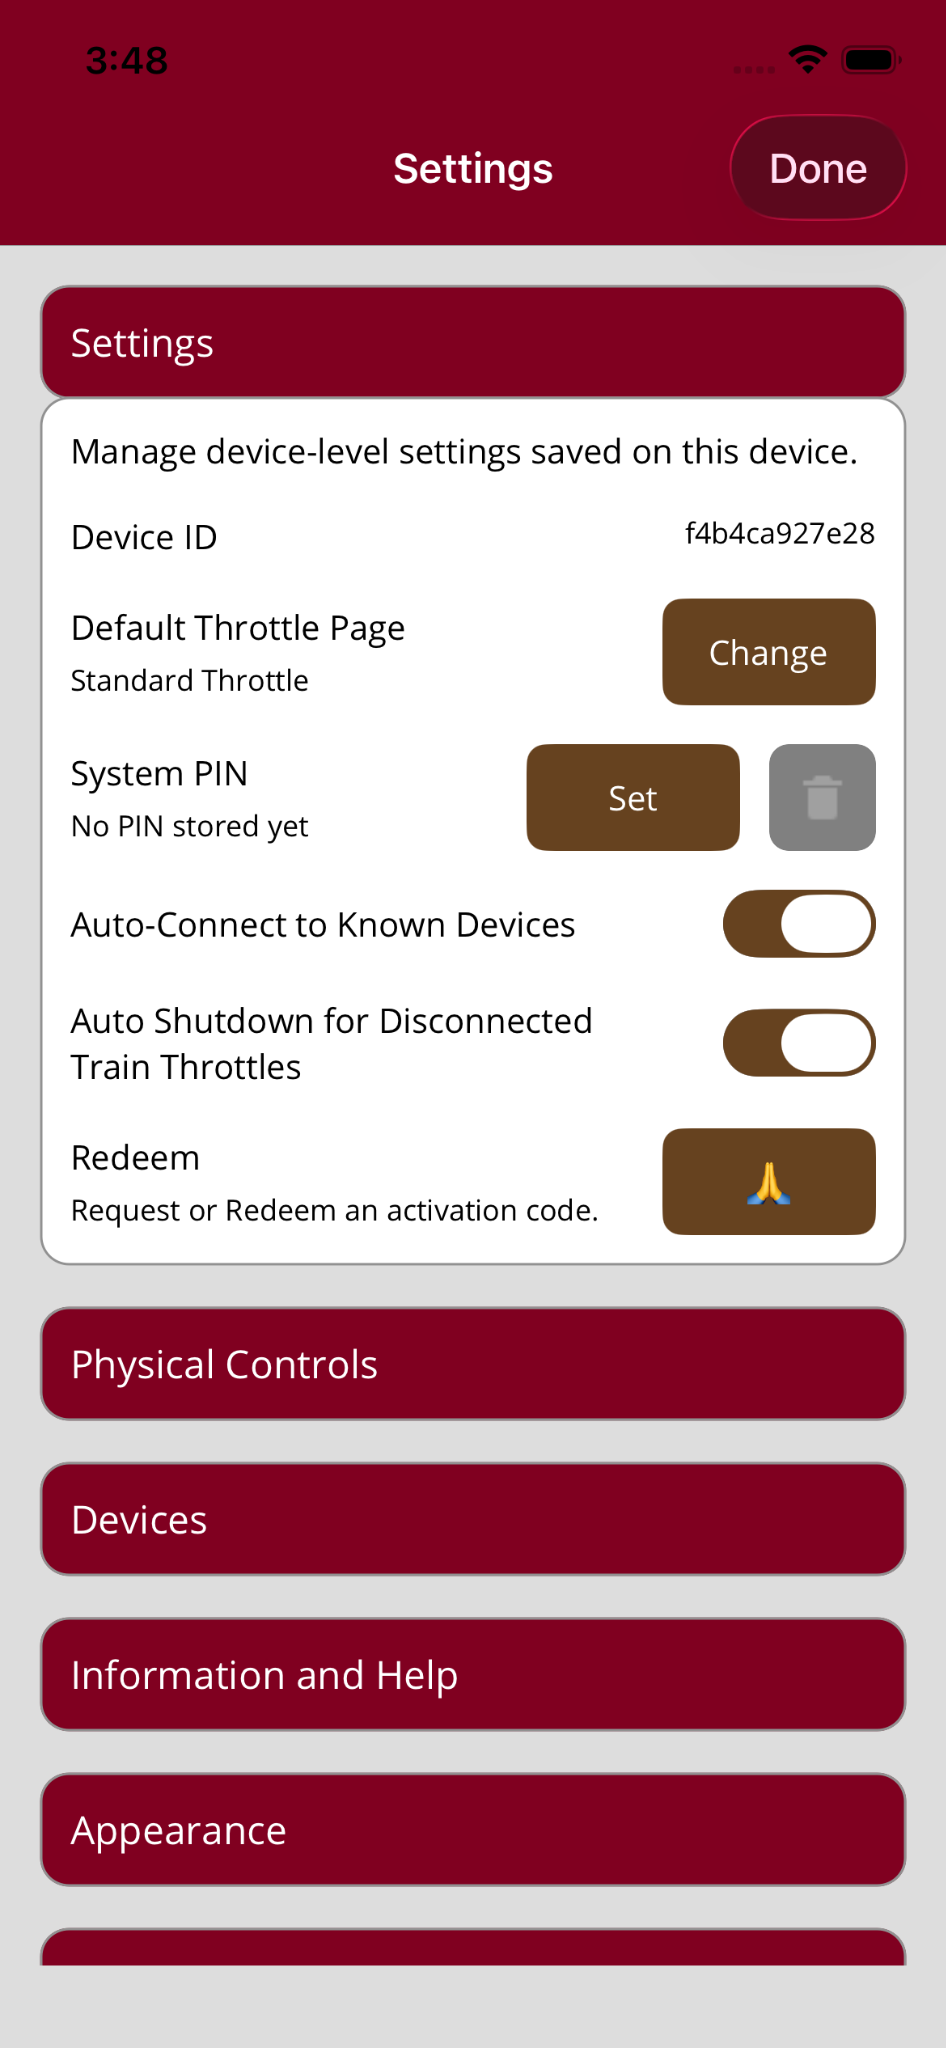 3:48
Settings
Done
Settings
Manage device-level settings saved on this device.
Device ID
f4b4ca927e28
Default Throttle Page
Standard Throttle
Change
System PIN
No PIN stored yet
Set
Auto-Connect to Known Devices
Auto Shutdown for Disconnected
Train Throttles
Redeem
Request or Redeem an activation code.
Physical Controls
Devices
Information and Help
Appearance